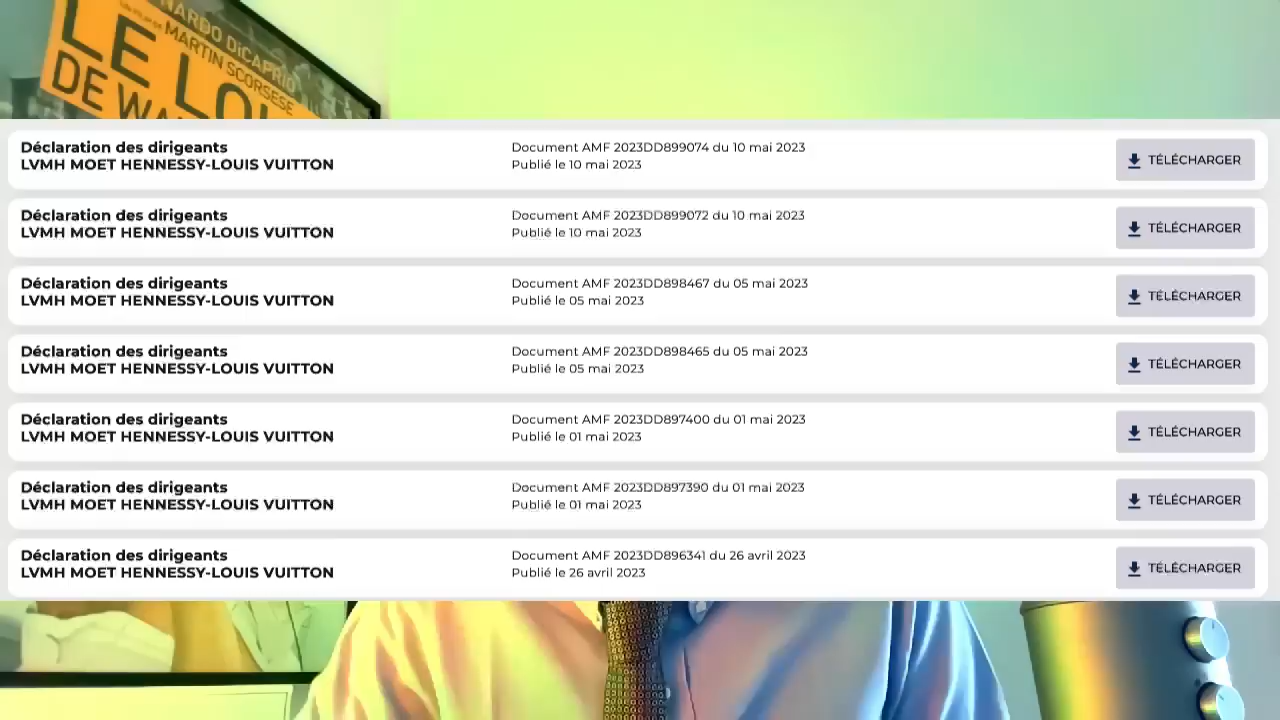 NARDO DiCAPRIO
MARTIN SCORSESE
LE LOU
DE WA
Déclaration des dirigeants
LVMH MOET HENNESSY-LOUIS VUITTON
Document AMF 2023DD899074 du 10 mai 2023
Publié le 10 mai 2023
TÉLÉCHARGER
Déclaration des dirigeants
LVMH MOET HENNESSY-LOUIS VUITTON
Document AMF 2023DD899072 du 10 mai 2023
Publié le 10 mai 2023
TÉLÉCHARGER
Déclaration des dirigeants
LVMH MOET HENNESSY-LOUIS VUITTON
Document AMF 2023DD898467 du 05 mai 2023
Publié le 05 mai 2023
TÉLÉCHARGER
Déclaration des dirigeants
LVMH MOET HENNESSY-LOUIS VUITTON
Document AMF 2023DD898465 du 05 mai 2023
Publié le 05 mai 2023
TÉLÉCHARGER
Déclaration des dirigeants
LVMH MOET HENNESSY-LOUIS VUITTON
Document AMF 2023DD897400 du 01 mai 2023
Publié le 01 mai 2023
TÉLÉCHARGER
Déclaration des dirigeants
LVMH MOET HENNESSY-LOUIS VUITTON
Document AMF 2023DD897390 du 01 mai 2023
Publié le 01 mai 2023
TÉLÉCHARGER
Déclaration des dirigeants
LVMH MOET HENNESSY-LOUIS VUITTON
Document AMF 2023DD896341 du 26 avril 2023
Publié le 26 avril 2023
TÉLÉCHARGER